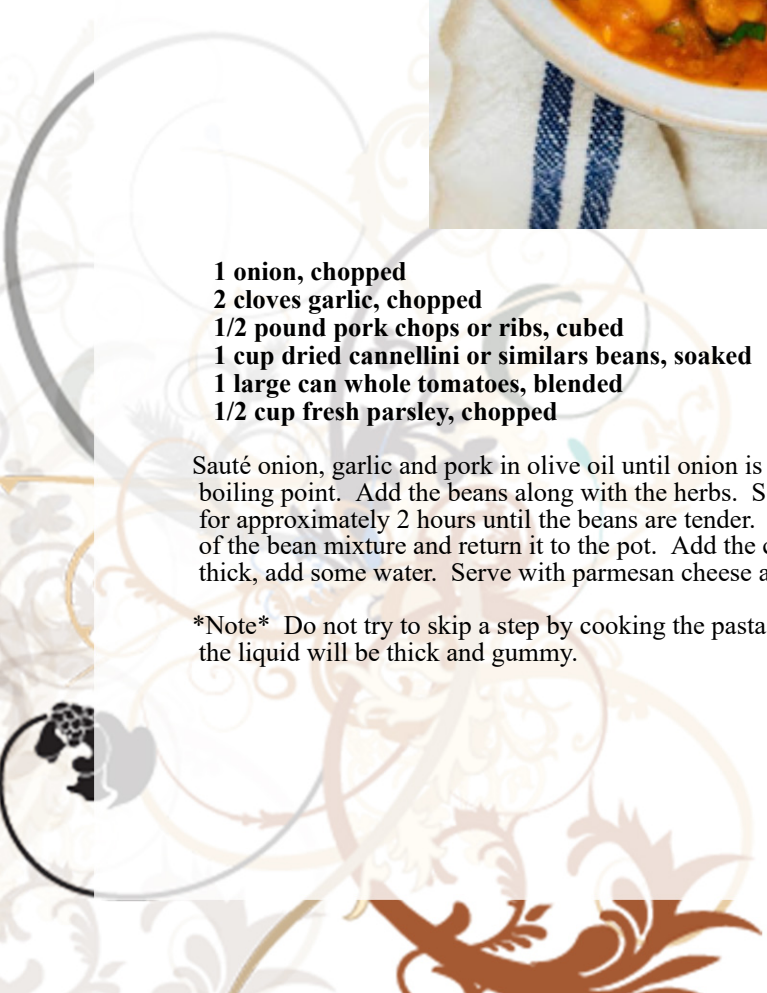 1 onion, chopped
2 cloves garlic, chopped
1/2 pound pork chops or ribs, cubed
1 cup dried cannellini or similars beans, soaked
1 large can whole tomatoes, blended
1/2 cup fresh parsley, chopped
Sauté onion, garlic and pork in olive oil until onion is
boiling point.  Add the beans along with the herbs.  S
for approximately 2 hours until the beans are tender.
of the bean mixture and return it to the pot.  Add the c
thick, add some water.  Serve with parmesan cheese a
*Note*  Do not try to skip a step by cooking the pasta
the liquid will be thick and gummy.